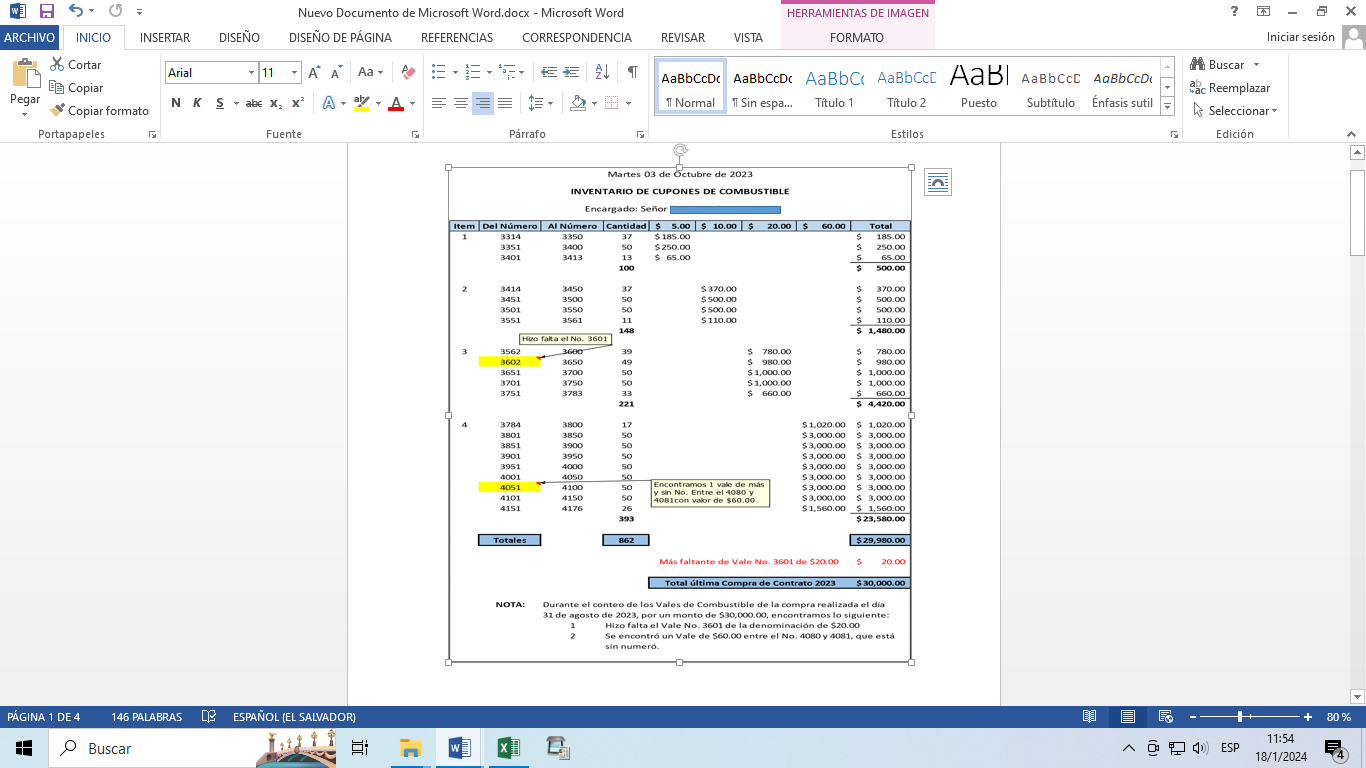 Nuevo Documento de Microsoft Word.docx - Microsoft Word
HERRAMIENTAS DE IMAGEN
ARCHIVO INICIO INSERTAR DISEÑO DISEÑO DE PÁGINA REFERENCIAS CORRESPONDENCIA REVISAR VISTA FORMATO Iniciar sesión
Pegar
Cortar
Copiar
Copiar formato
Portapapeles
Arial 11
N K S abc x₂ x²
Fuente
Párrafo
AaBbCcDc AaBbCcDc AaBbCc AaBbCcD AaB AaBbCcD AaBbCcDc
¶ Normal ¶ Sin espa... Título 1 Título 2 Puesto Subtítulo Énfasis sutil
Estilos
Buscar
Reemplazar
Seleccionar
Edición
Martes 03 de Octubre de 2023
INVENTARIO DE CUPONES DE COMBUSTIBLE
Encargado: Señor
Item Del Número Al Número Cantidad $ 5.00 $ 10.00 $ 20.00 $ 60.00 Total
1 3314 3350 37 $185.00 $ 185.00
3351 3400 50 $250.00 $ 250.00
3401 3413 13 $ 65.00 $ 65.00
100 $ 500.00
2 3414 3450 37 $370.00 $ 370.00
3451 3500 50 $500.00 $ 500.00
3501 3550 50 $500.00 $ 500.00
3551 3561 11 $110.00 $ 110.00
148 $ 1,480.00
Hizo falta el No. 3601
3 3562 3600 39 $ 780.00 $ 780.00
3602 3650 49 $ 980.00 $ 980.00
3651 3700 50 $1,000.00 $ 1,000.00
3701 3750 50 $1,000.00 $ 1,000.00
3751 3783 33 $ 660.00 $ 660.00
221 $ 4,420.00
4 3784 3800 17 $1,020.00 $ 1,020.00
3801 3850 50 $3,000.00 $ 3,000.00
3851 3900 50 $3,000.00 $ 3,000.00
3901 3950 50 $3,000.00 $ 3,000.00
3951 4000 50 $3,000.00 $ 3,000.00
4001 4050 50 $3,000.00 $ 3,000.00
4051 4100 50 $3,000.00 $ 3,000.00
4101 4150 50 $3,000.00 $ 3,000.00
4151 4176 26 $1,560.00 $ 1,560.00
Encontramos 1 vale de más
y sin No. Entre el 4080 y
4081con valor de $60.00
393 $23,580.00
Totales 862 $29,980.00
Más faltante de Vale No. 3601 de $20.00 $ 20.00
Total última Compra de Contrato 2023 $30,000.00
NOTA: Durante el conteo de los Vales de Combustible de la compra realizada el día
31 de agosto de 2023, por un monto de $30,000.00, encontramos lo siguiente:
1 Hizo falta el Vale No. 3601 de la denominación de $20.00
2 Se encontró un Vale de $60.00 entre el No. 4080 y 4081, que está
sin numeró.
PÁGINA 1 DE 4 146 PALABRAS ESPAÑOL (EL SALVADOR) 80 %
Buscar
ESP
11:54
18/1/2024
4